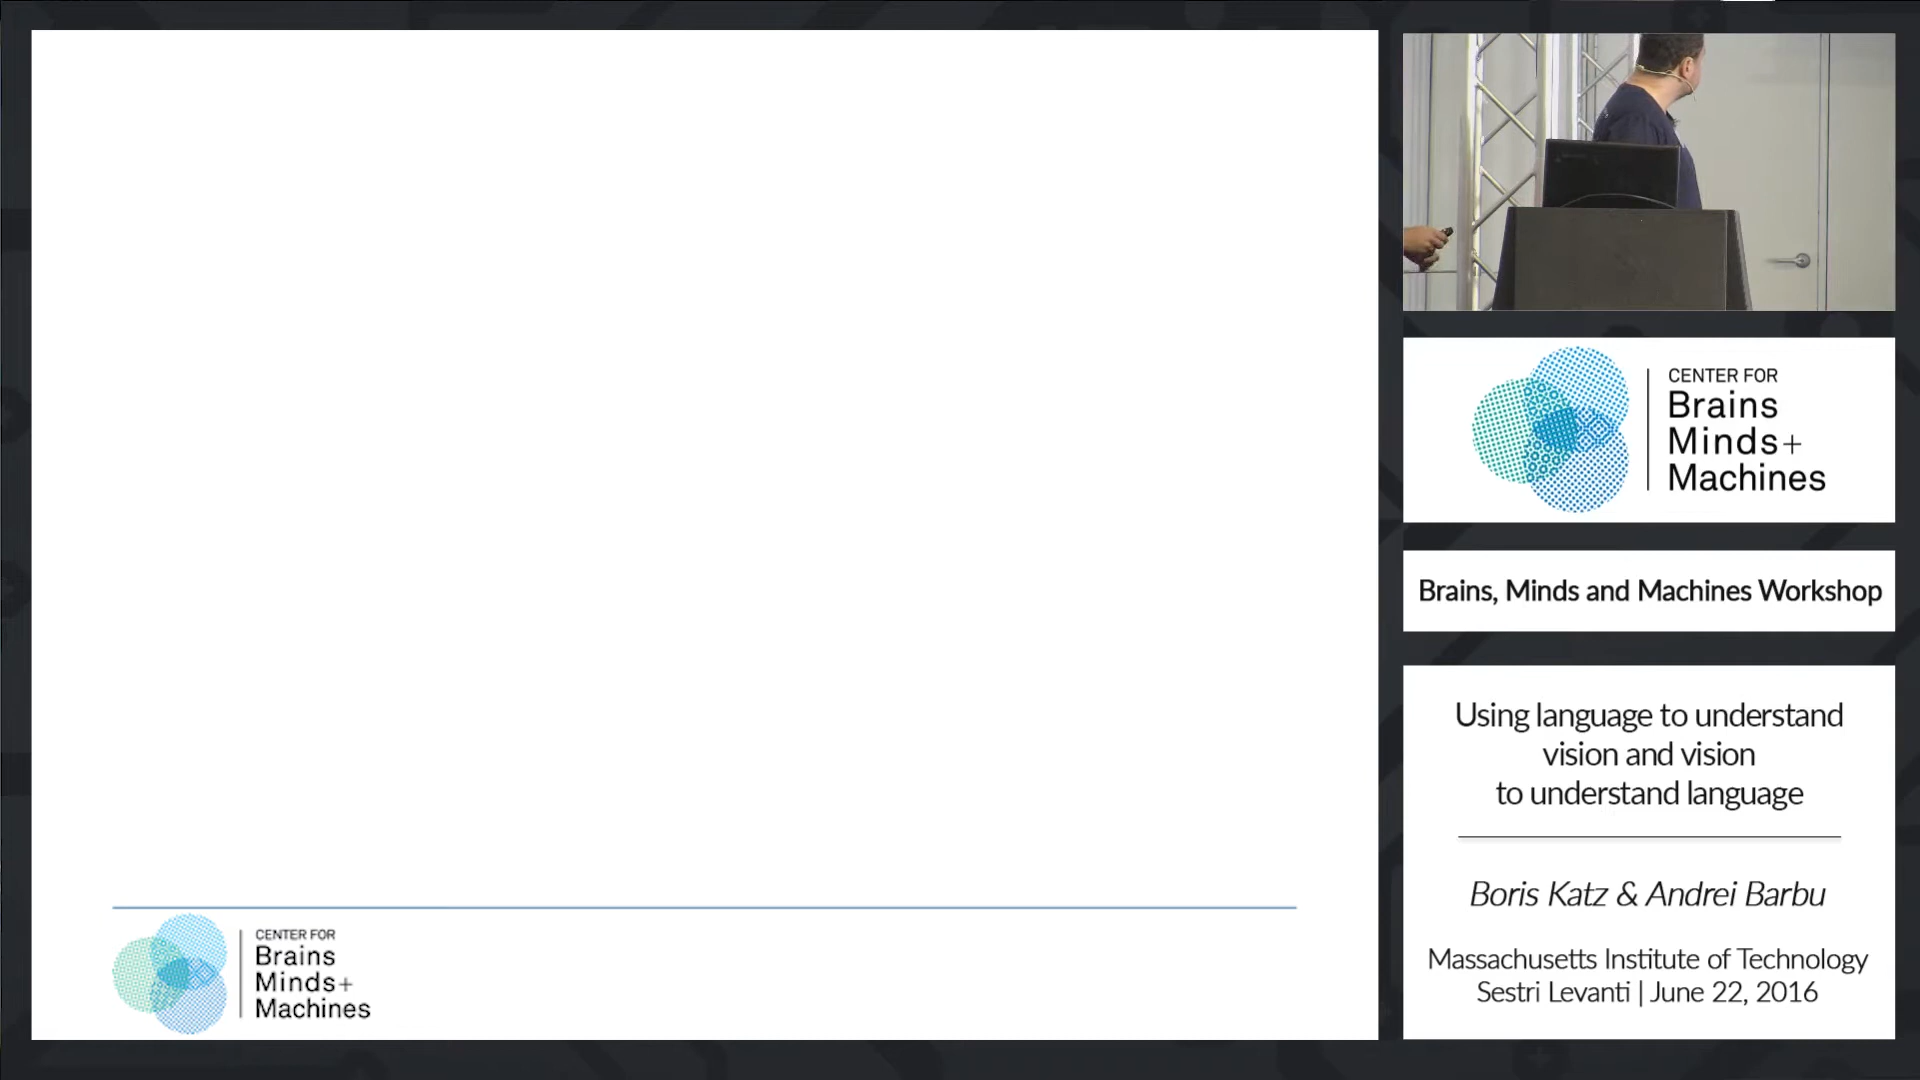 CENTER FOR
Brains
Minds+
Machines
CENTER FOR
Brains
Minds+
Machines
Brains, Minds and Machines Workshop
Using language to understand
vision and vision
to understand language
Boris Katz & Andrei Barbu
Massachusetts Institute of Technology
Sestri Levanti | June 22, 2016